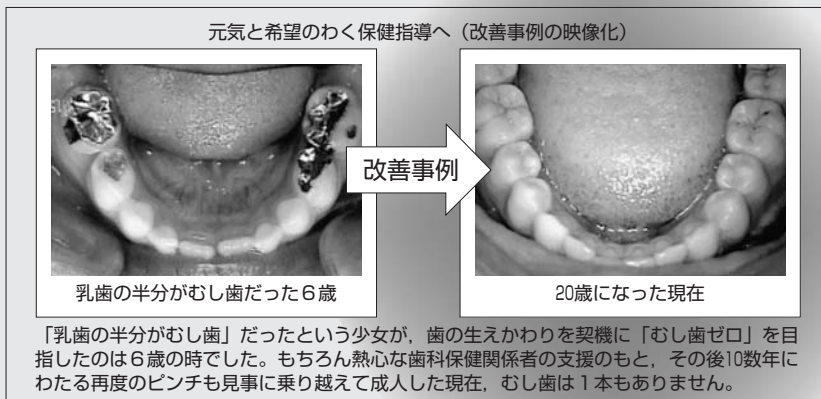 元気と希望のわく保健指導へ（改善事例の映像化）
改善事例
乳歯の半分がむし歯だった６歳
20歳になった現在
「乳歯の半分がむし歯」だったという少女が，歯の生えかわりを契機に「むし歯ゼロ」を目
指したのは６歳の時でした。もちろん熱心な歯科保健関係者の支援のもと，その後10数年に
わたる再度のピンチも見事に乗り越えて成人した現在，むし歯は１本もありません。